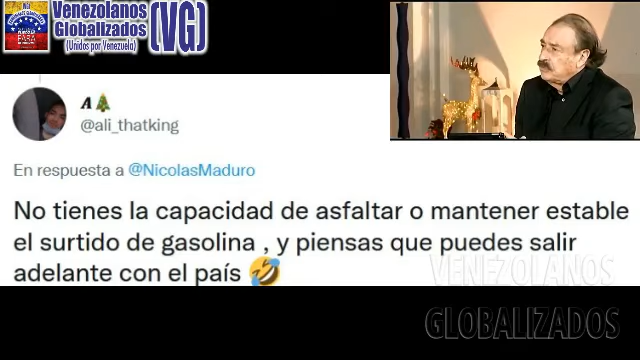 Venezolanos
Globalizados
(Unidos por Venezuela)
(VG)
A🎄
@ali_thatking
En respuesta a @NicolasMaduro
No tienes la capacidad de asfaltar o mantener estable
el surtido de gasolina , y piensas que puedes salir
adelante con el país 🤣
VENEZOLANOS
GLOBALIZADOS